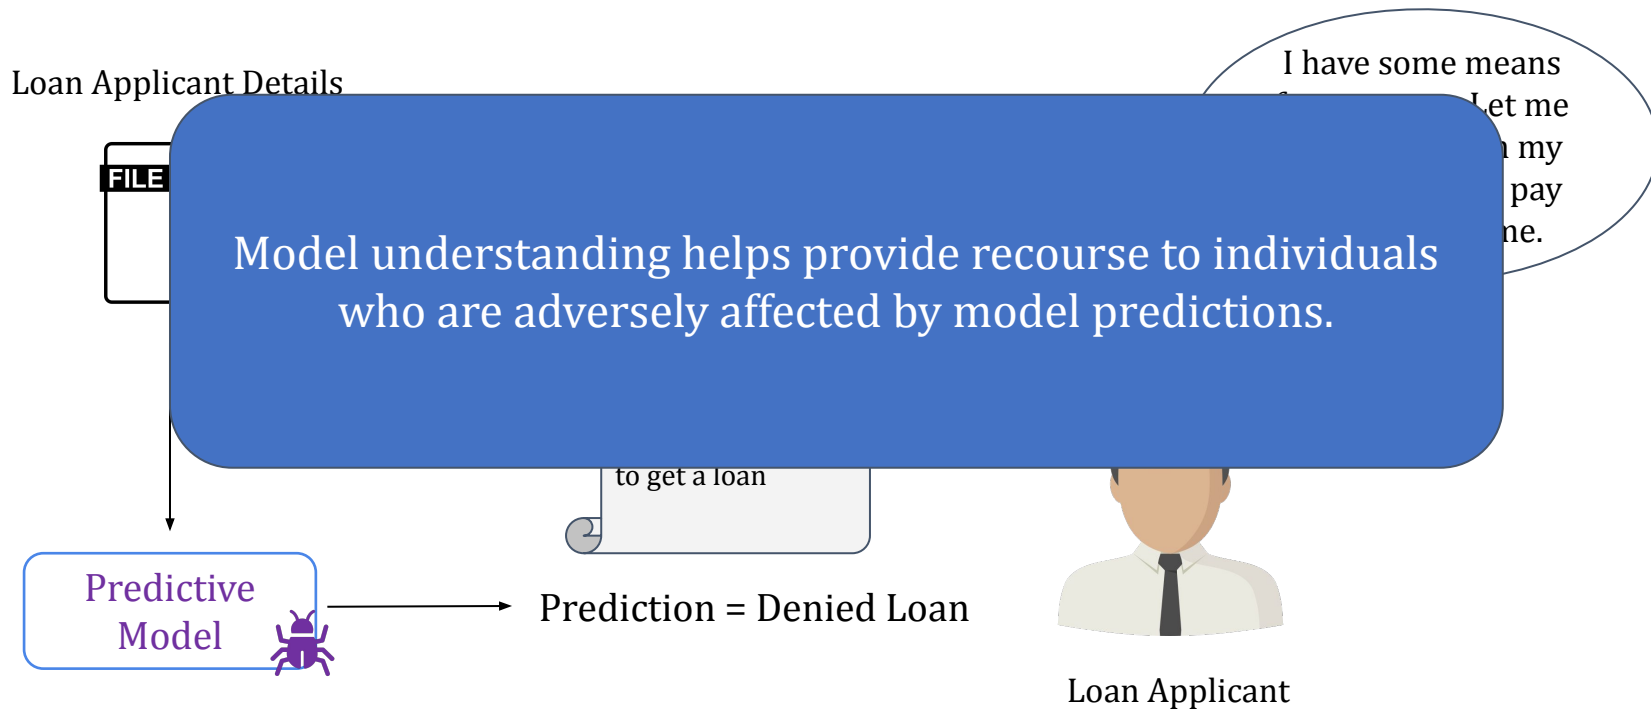 Loan Applicant Details
I have some means
Let me
my
pay
FILE
Model understanding helps provide recourse to individuals
who are adversely affected by model predictions.
to get a loan
Predictive
Model
Prediction = Denied Loan
Loan Applicant